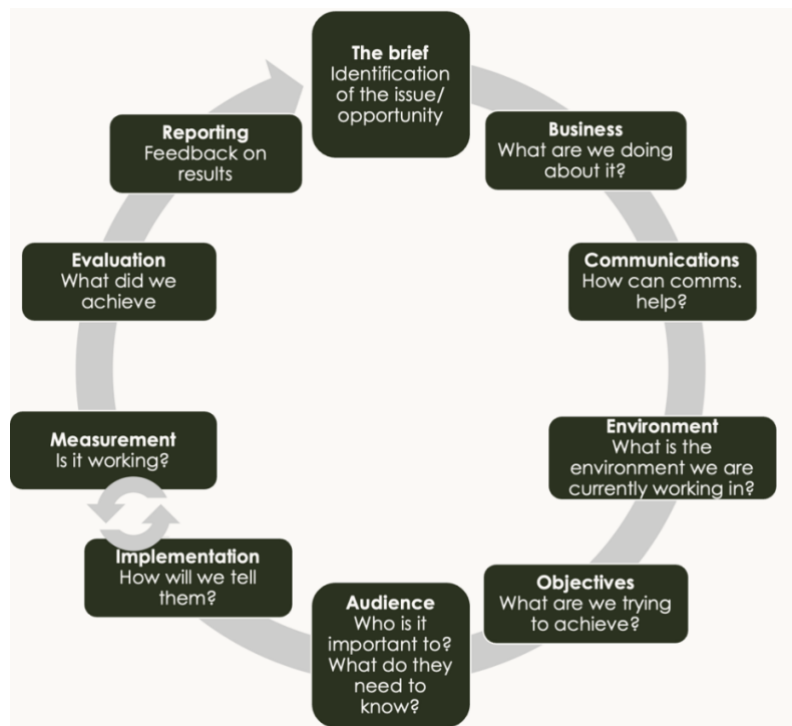 The brief
Identification
of the issue/
opportunity
Business
What are we doing
about it?
Communications
How can comms.
help?
Environment
What is the
environment we are
currently working in?
Objectives
What are we trying
to achieve?
Audience
Who is it
important to?
What do they
need to
know?
Implementation
How will we tell
them?
Measurement
Is it working?
Evaluation
What did we
achieve
Reporting
Feedback on
results